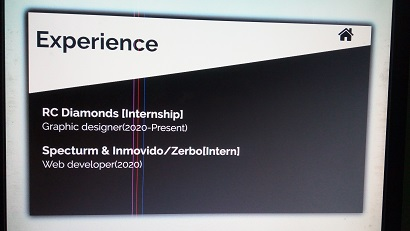 Experience
RC Diamonds [Internship]
Graphic designer(2020-Present)
Specturm & Inmovido/Zerbo[Intern]
Web developer(2020)